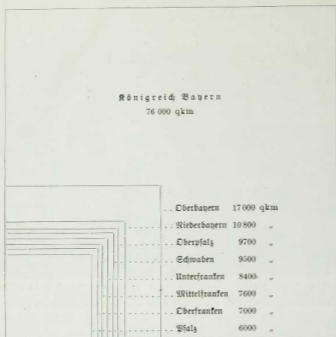 Königreich Bayern
76 000 qkm
Oberbayern 17 000 qkm
Niederbayern 10 800 „
Oberpfalz 9700 „
Schwaben 9500 „
Unterfranken 8400 „
Mittelfranken 7600 „
Oberfranken 7000 „
Pfalz 6000 „